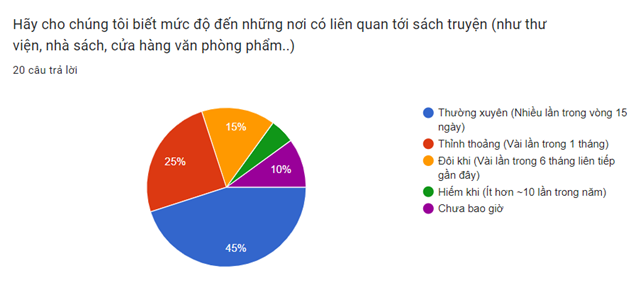 Hãy cho chúng tôi biết mức độ đến những nơi có liên quan tới sách truyện (như thư
viện, nhà sách, cửa hàng văn phòng phẩm..)
20 câu trả lời
15%
25%
10%
45%
Thường xuyên (Nhiều lần trong vòng 15
ngày)
Thỉnh thoảng (Vài lần trong 1 tháng)
Đôi khi (Vài lần trong 6 tháng liên tiếp
gần đây)
Hiếm khi (Ít hơn ~10 lần trong năm)
Chưa bao giờ